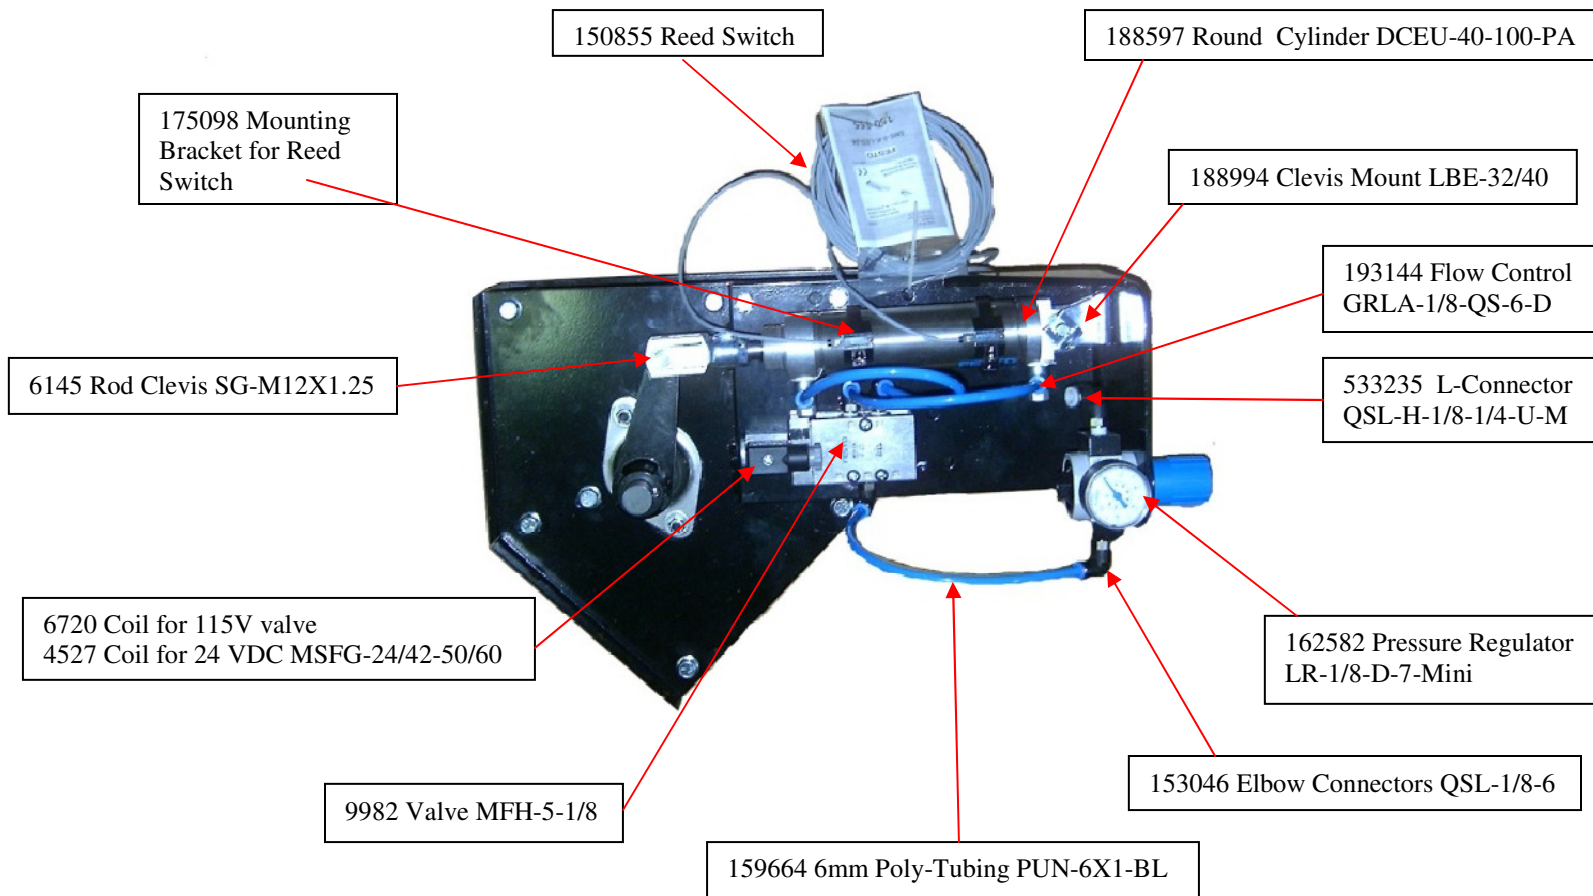 150855 Reed Switch
188597 Round Cylinder DCEU-40-100-PA
175098 Mounting
Bracket for Reed
Switch
188994 Clevis Mount LBE-32/40
193144 Flow Control
GRLA-1/8-QS-6-D
6145 Rod Clevis SG-M12X1.25
533235 L-Connector
QSL-H-1/8-1/4-U-M
6720 Coil for 115V valve
4527 Coil for 24 VDC MSFG-24/42-50/60
162582 Pressure Regulator
LR-1/8-D-7-Mini
153046 Elbow Connectors QSL-1/8-6
9982 Valve MFH-5-1/8
159664 6mm Poly-Tubing PUN-6X1-BL
150 855
FESTO